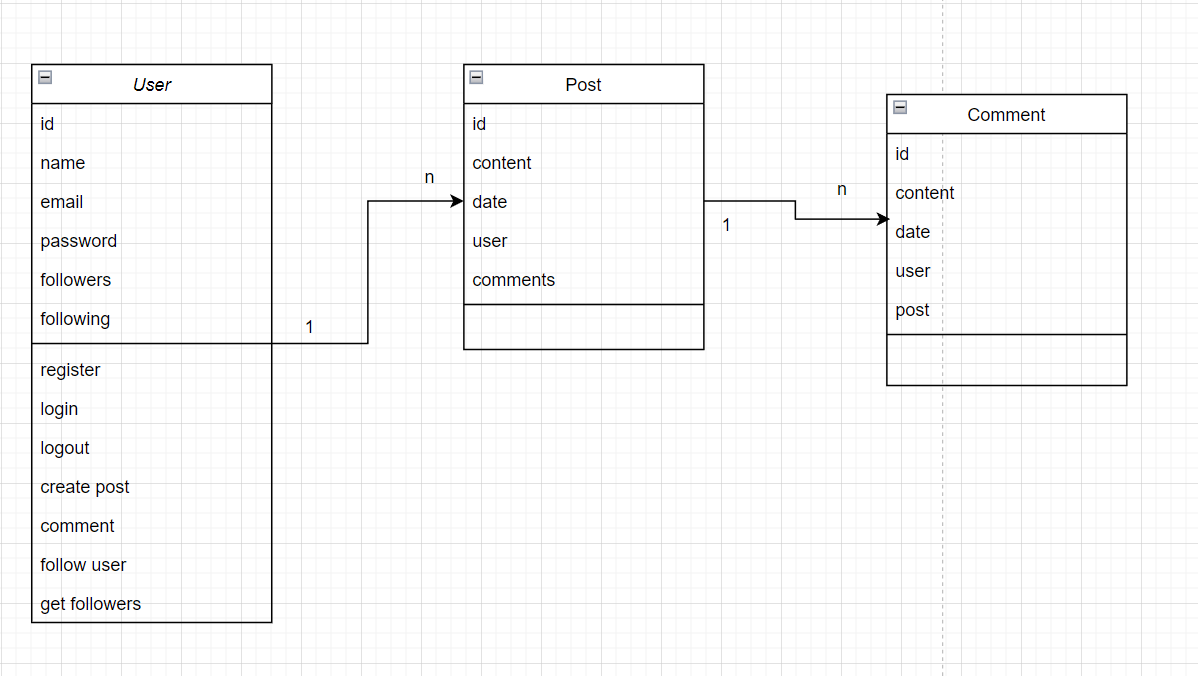 User
id
name
email
password
followers
following
register
login
logout
create post
comment
follow user
get followers
1
n
Post
id
content
date
user
comments
1
n
Comment
id
content
date
user
post